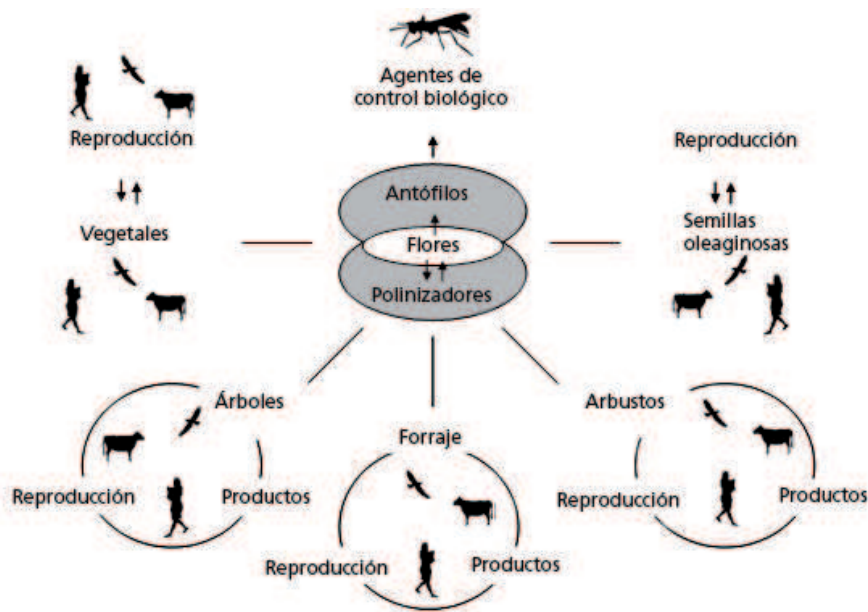 Agentes de
control biológico
Reproducción
Reproducción
Antófilos
Vegetales
Flores
Semillas
oleaginosas
Polinizadores
Árboles
Arbustos
Forraje
Reproducción
Productos
Reproducción
Productos
Reproducción
Productos